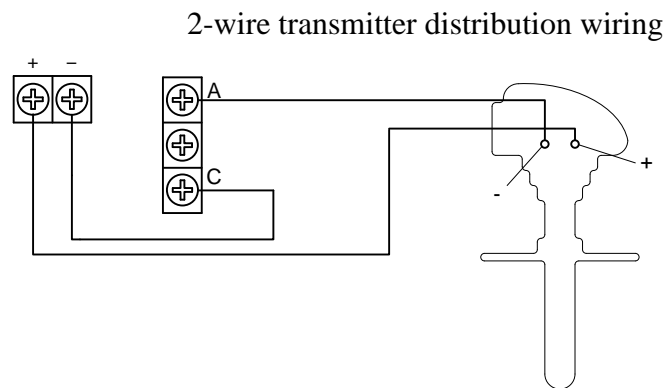 2-wire transmitter distribution wiring
+ −
A
C
+
-